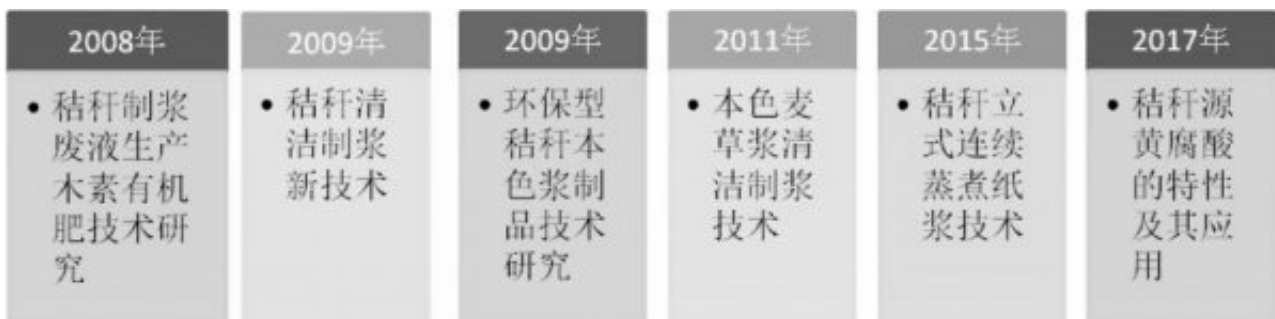 2008年
• 秸秆制浆
废液生产
木素有机
肥技术研
究
2009年
• 秸秆清
洁制浆
新技术
2009年
• 环保型
秸秆本
色浆制
品技术
研究
2011年
• 本色麦
草浆清
洁制浆
技术
2015年
• 秸秆立
式连续
蒸煮纸
浆技术
2017年
• 秸秆源
黄腐酸
的特性
及其应
用